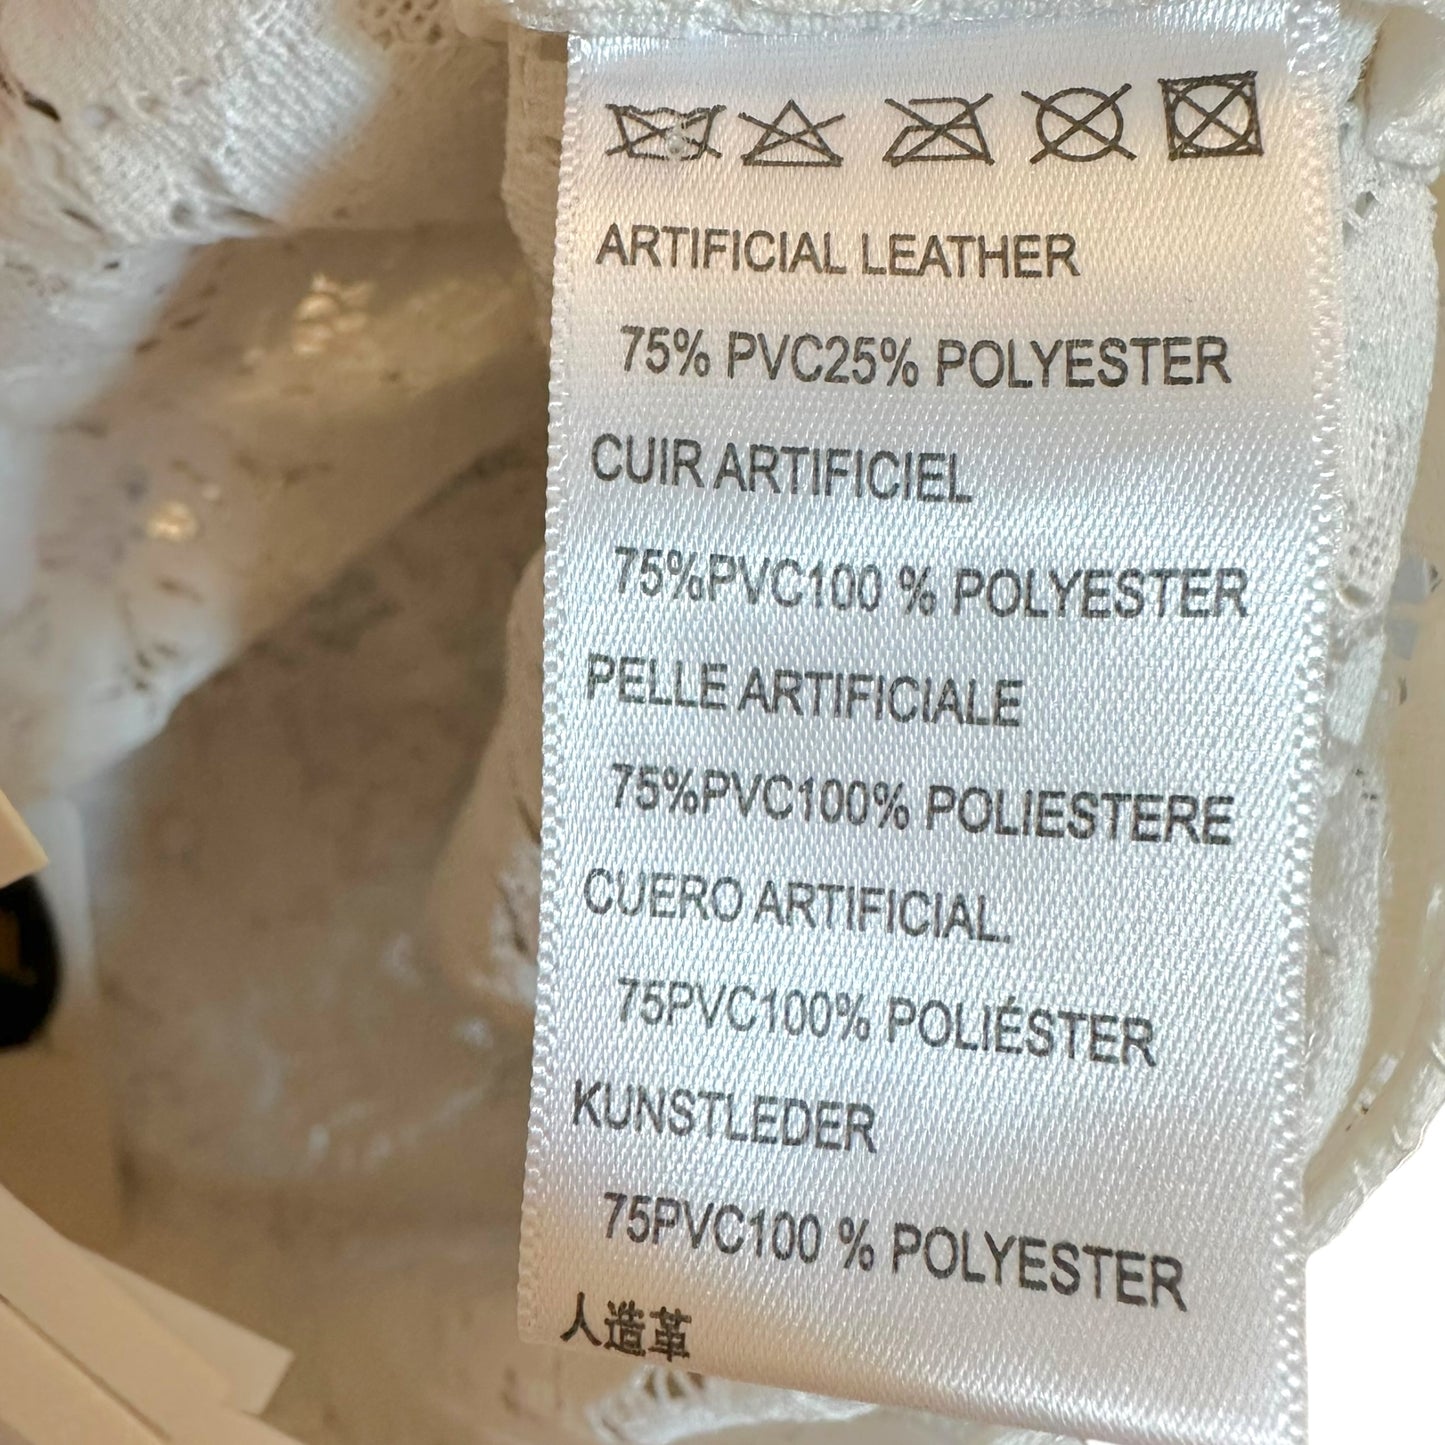 ARTIFICIAL LEATHER
75% PVC25% POLYESTER
CUIR ARTIFICIEL
75%PVC100 % POLYESTER
PELLE ARTIFICIALE
75%PVC100% POLIESTERE
CUERO ARTIFICIAL.
75PVC100% POLIÉSTER
KUNSTLEDER
75PVC100 % POLYESTER
人造革